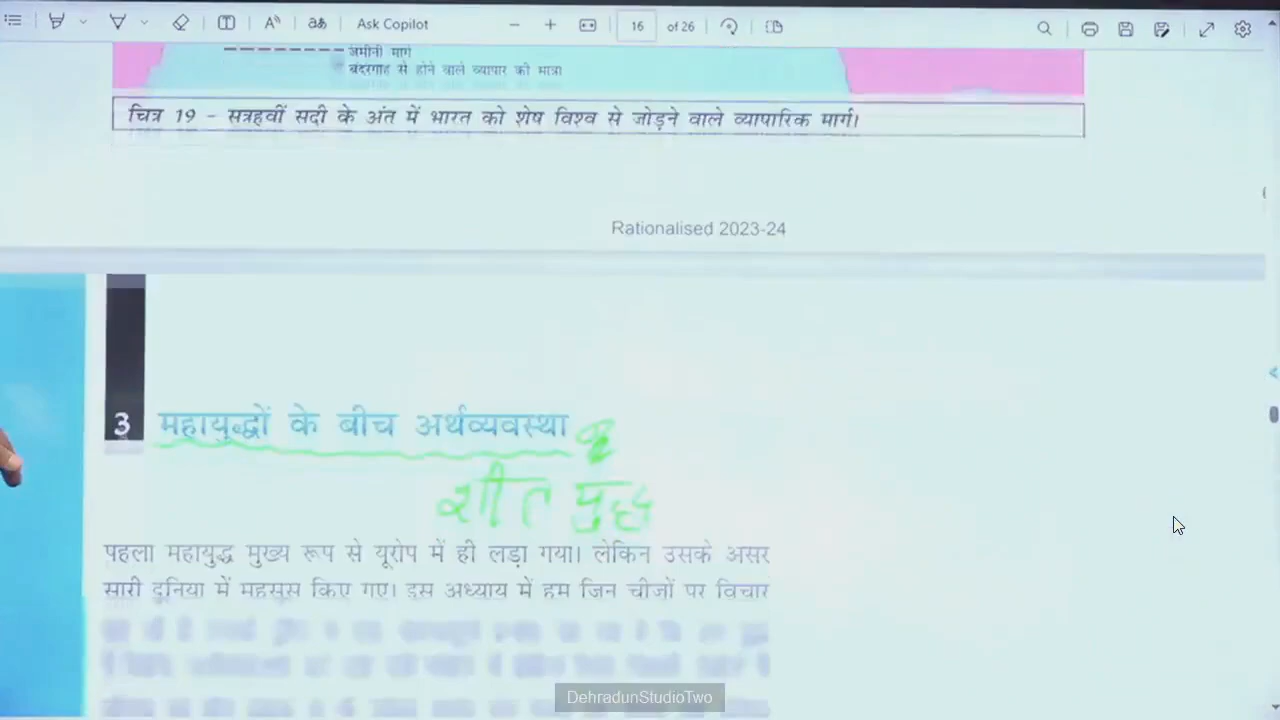 Ask Copilot
16 of 26
जमीनी मार्ग
बंदरगाह से होने वाले व्यापार की मात्रा
चित्र 19 – सत्रहवीं सदी के अंत में भारत को शेष विश्व से जोड़ने वाले व्यापारिक मार्ग।
Rationalised 2023-24
3 महायुद्धों के बीच अर्थव्यवस्था
शीत युद्ध
पहला महायुद्ध मुख्य रूप से यूरोप में ही लड़ा गया। लेकिन उसके असर
सारी दुनिया में महसूस किए गए। इस अध्याय में हम जिन चीजों पर विचार
DehradunStudioTwo